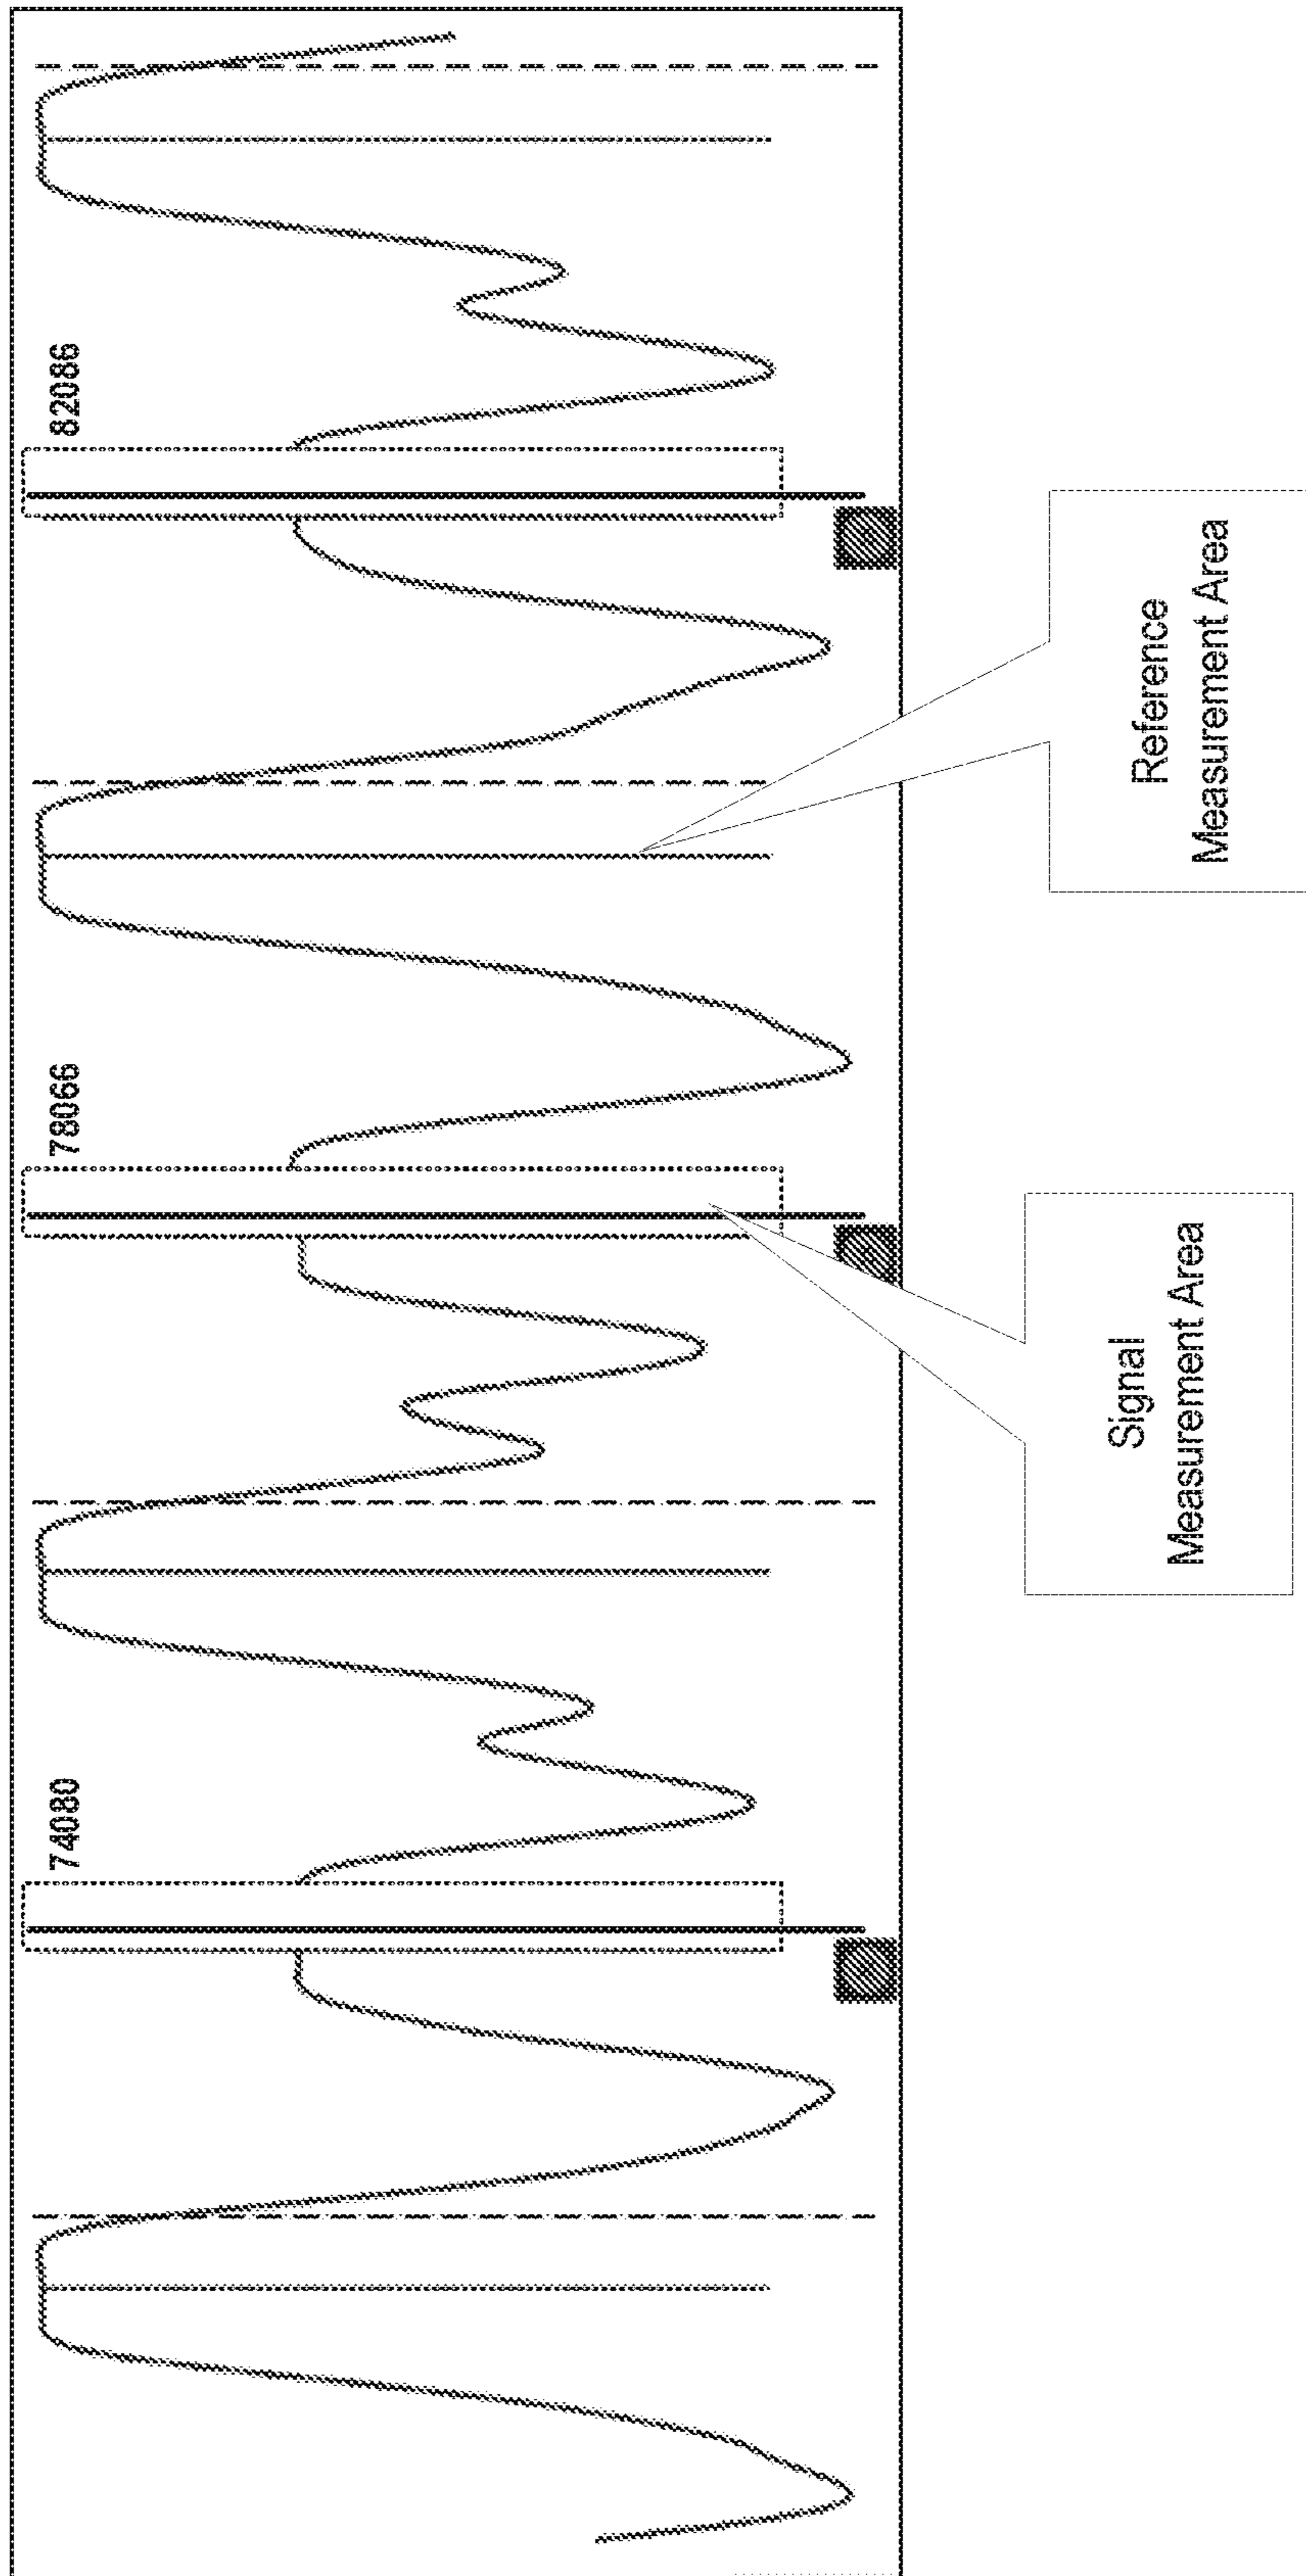 74080
78066
82086
Signal
Measurement Area
Reference
Measurement Area